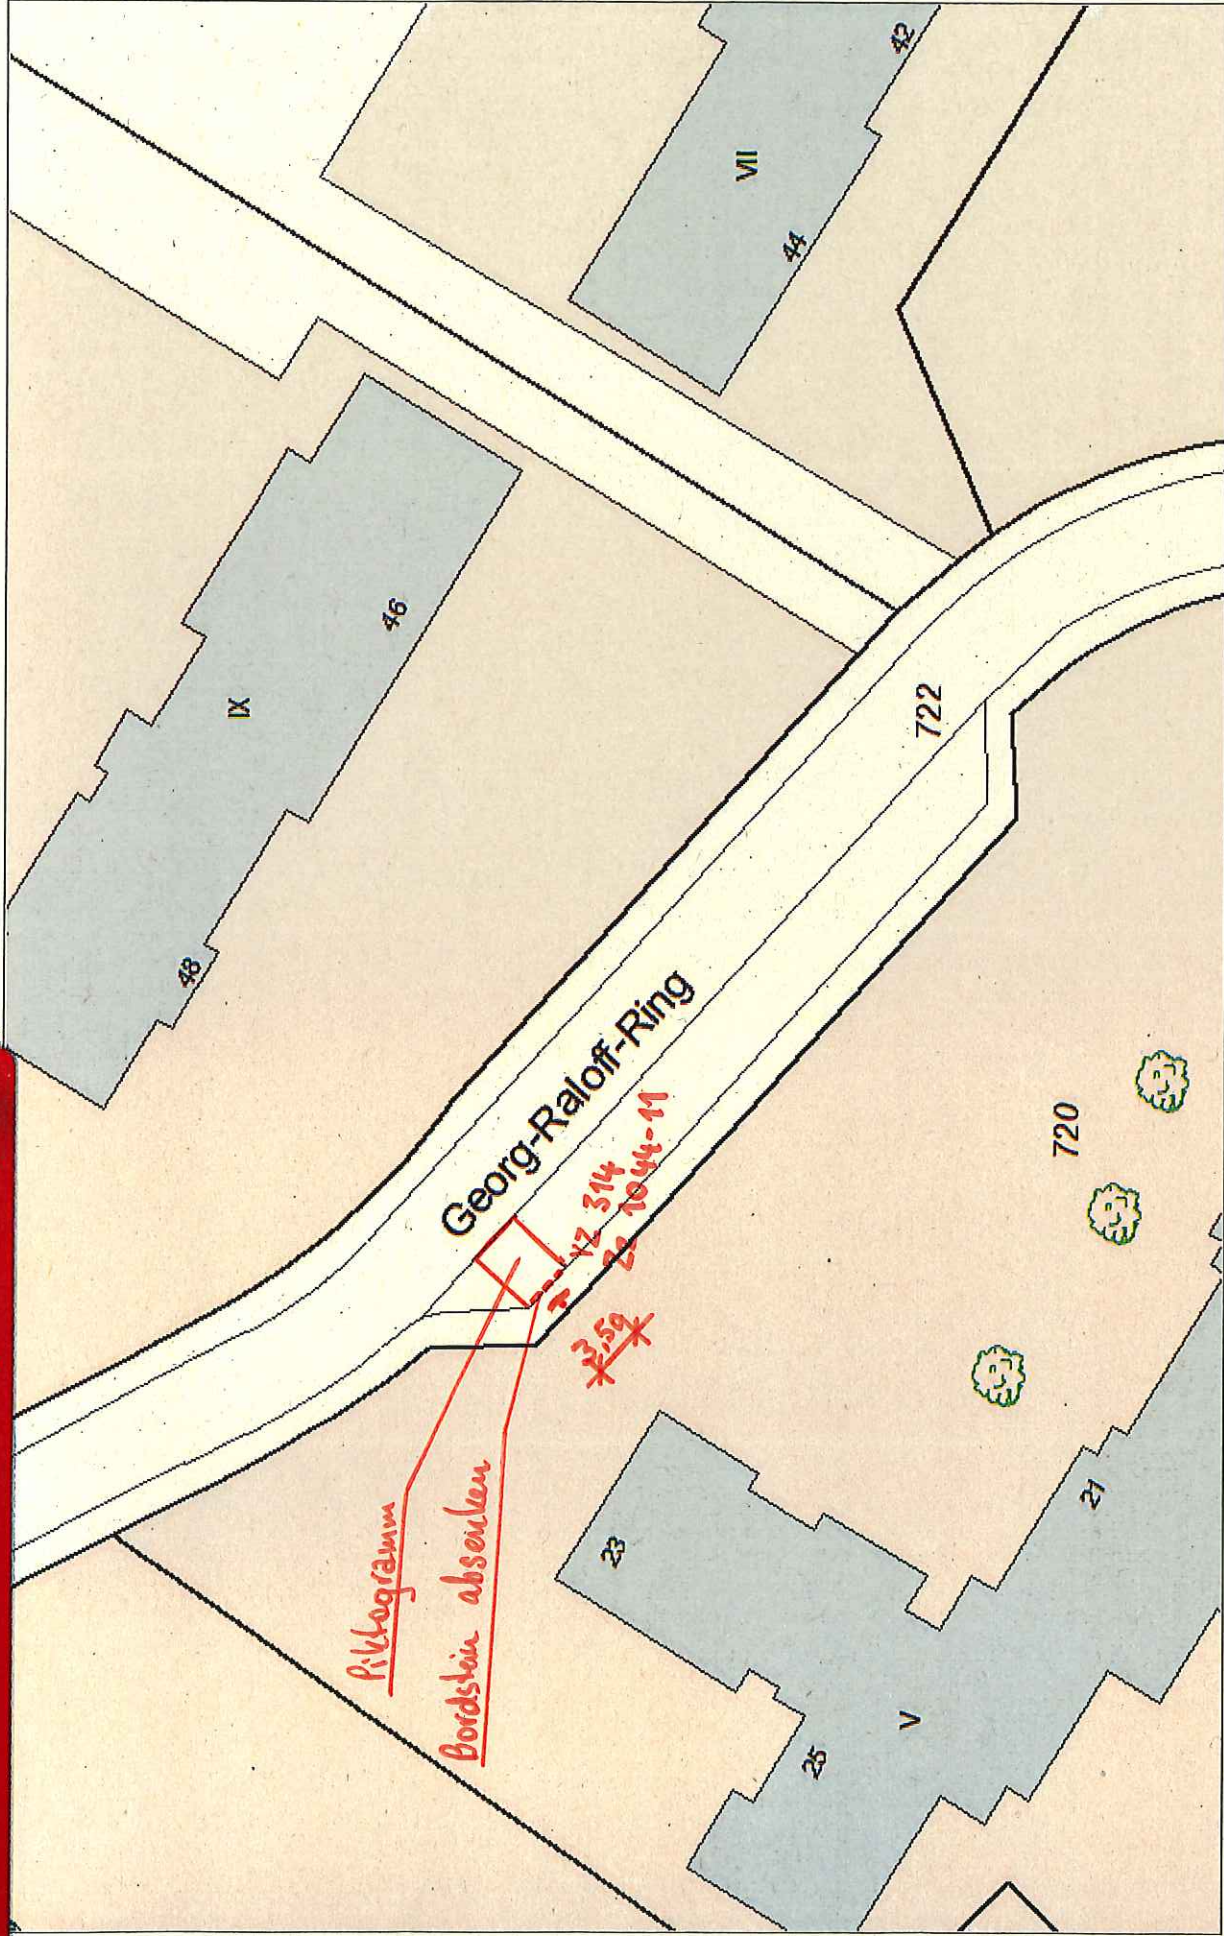 42
VII
44
46
IX
48
722
Georg-Raloff-Ring
VZ 314
ZZ 1044-11
3,50
Piktogramm
Bordstein absenken
720
23
21
25
V